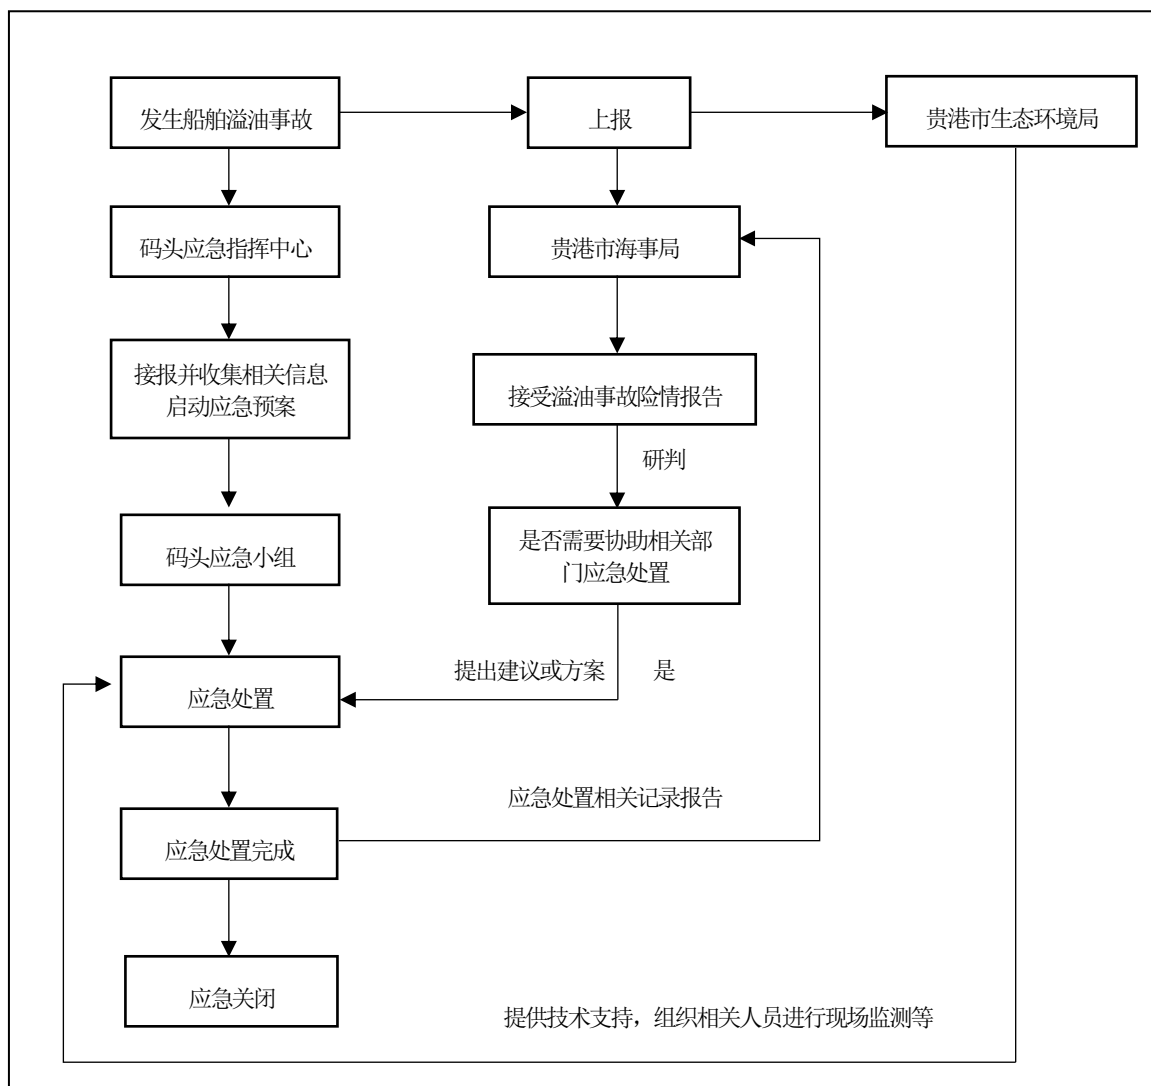 发生船舶溢油事故
上报
贵港市生态环境局
码头应急指挥中心
贵港市海事局
接报并收集相关信息
启动应急预案
接受溢油事故险情报告
研判
码头应急小组
是否需要协助相关部
门应急处置
提出建议或方案
是
应急处置
应急处置相关记录报告
应急处置完成
应急关闭
提供技术支持，组织相关人员进行现场监测等